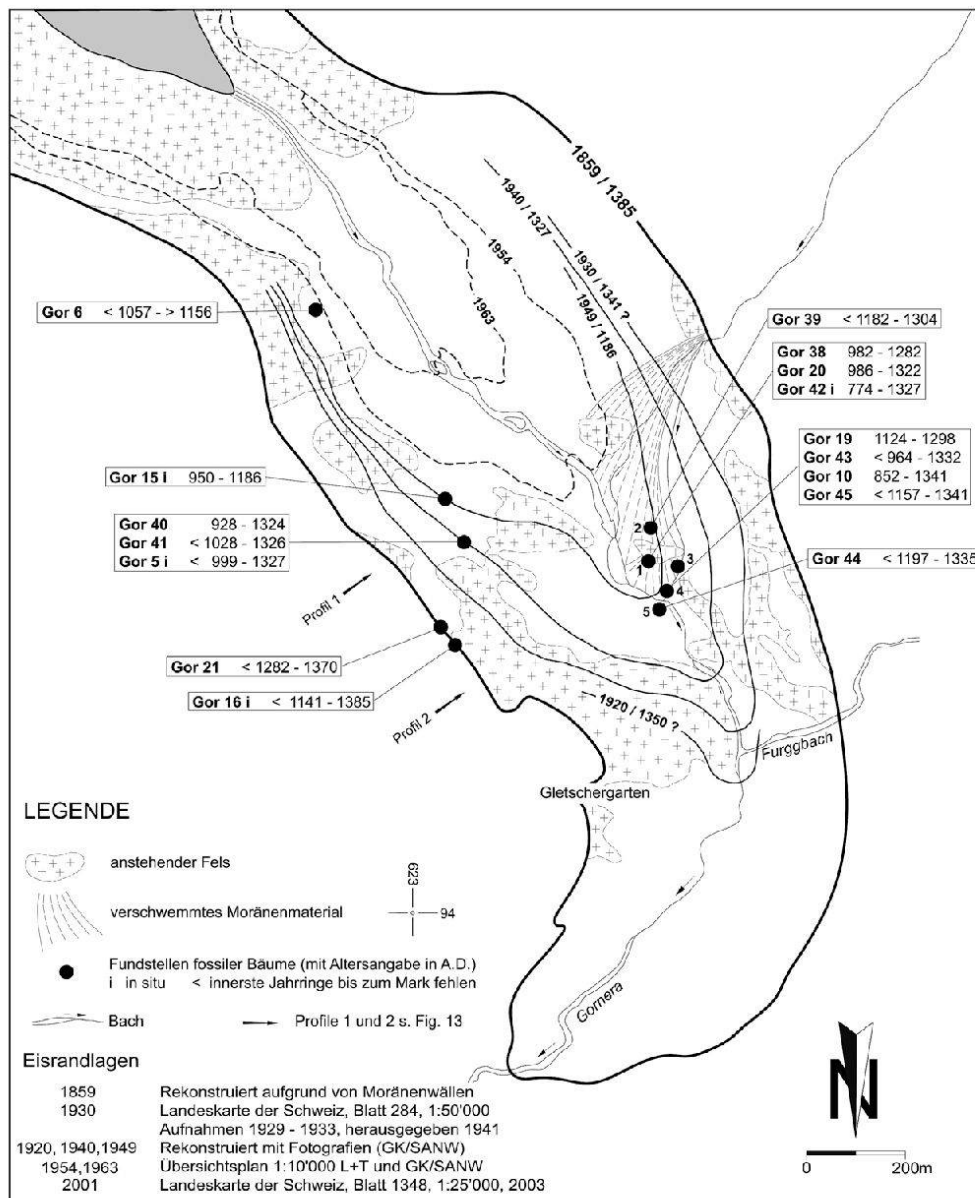 1859 / 1385
1940 / 1327
1954
1930 / 1341 ?
1963
1949 / 1186
Gor 6 < 1057 - > 1156
Gor 39 < 1182 - 1304
Gor 38 982 - 1282
Gor 20 986 - 1322
Gor 42 i 774 - 1327
Gor 19 1124 - 1298
Gor 43 < 964 - 1332
Gor 10 852 - 1341
Gor 45 < 1157 - 1341
Gor 15 i 950 - 1186
Gor 40 928 - 1324
Gor 41 < 1028 - 1326
Gor 5 i < 999 - 1327
2
1
3
4
5
Gor 44 < 1197 - 1335
Profil 1
Gor 21 < 1282 - 1370
Gor 16 i < 1141 - 1385
Profil 2
1920 / 1350 ?
Furggbach
Gletschergarten
LEGENDE
anstehender Fels
verschwemmtes Moränenmaterial
623
94
Fundstellen fossiler Bäume (mit Altersangabe in A.D.)
i in situ < innerste Jahrringe bis zum Mark fehlen
Bach
Profile 1 und 2 s. Fig. 13
Gornera
Eisrandlagen
1859 Rekonstruiert aufgrund von Moränenwällen
1930 Landeskarte der Schweiz, Blatt 284, 1:50'000
Aufnahmen 1929 - 1933, herausgegeben 1941
1920, 1940,1949 Rekonstruiert mit Fotografien (GK/SANW)
1954,1963 Übersichtsplan 1:10'000 L+T und GK/SANW
2001 Landeskarte der Schweiz, Blatt 1348, 1:25'000, 2003
N
0 200m